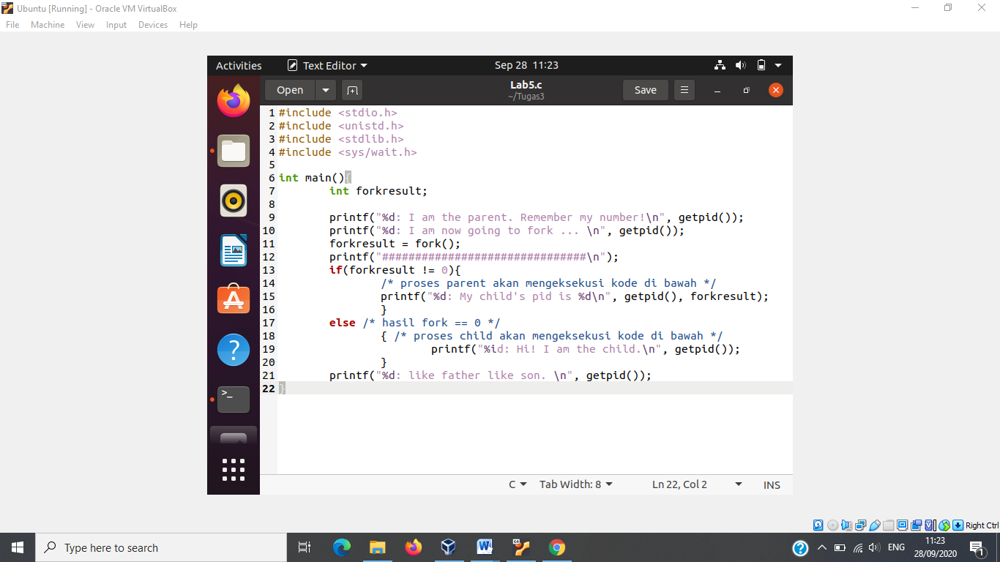 Ubuntu [Running] - Oracle VM VirtualBox
File Machine View Input Devices Help
Activities Text Editor Sep 28 11:23
Open Lab5.c Save
~/Tugas3
1 #include <stdio.h>
2 #include <unistd.h>
3 #include <stdlib.h>
4 #include <sys/wait.h>
5
6 int main(){
7 int forkresult;
8
9 printf("%d: I am the parent. Remember my number!\n", getpid());
10 printf("%d: I am now going to fork ... \n", getpid());
11 forkresult = fork();
12 printf("###############################\n");
13 if(forkresult != 0){
14 /* proses parent akan mengeksekusi kode di bawah */
15 printf("%d: My child's pid is %d\n", getpid(), forkresult);
16 }
17 else /* hasil fork == 0 */
18 { /* proses child akan mengeksekusi kode di bawah */
19 printf("%id: Hi! I am the child.\n", getpid());
20 }
21 printf("%d: like father like son. \n", getpid());
22 }
C Tab Width: 8 Ln 22, Col 2 INS
Right Ctrl
Type here to search ENG 11:23
28/09/2020 1